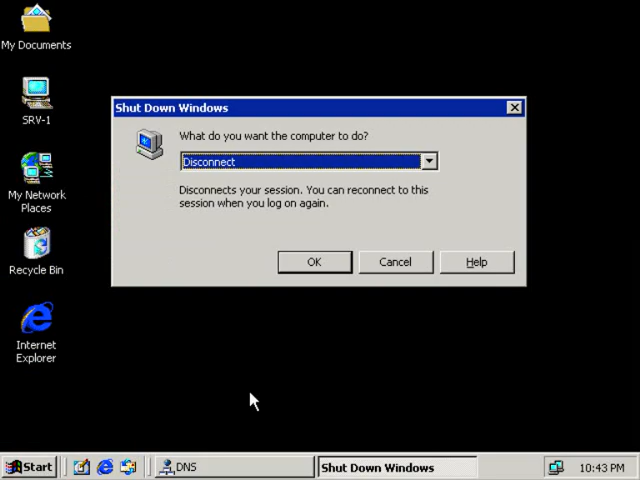 My Documents
SRV-1
My Network
Places
Recycle Bin
Internet
Explorer
Shut Down Windows
What do you want the computer to do?
Disconnect
Disconnects your session. You can reconnect to this
session when you log on again.
OK
Cancel
Help
Start
DNS
Shut Down Windows
10:43 PM